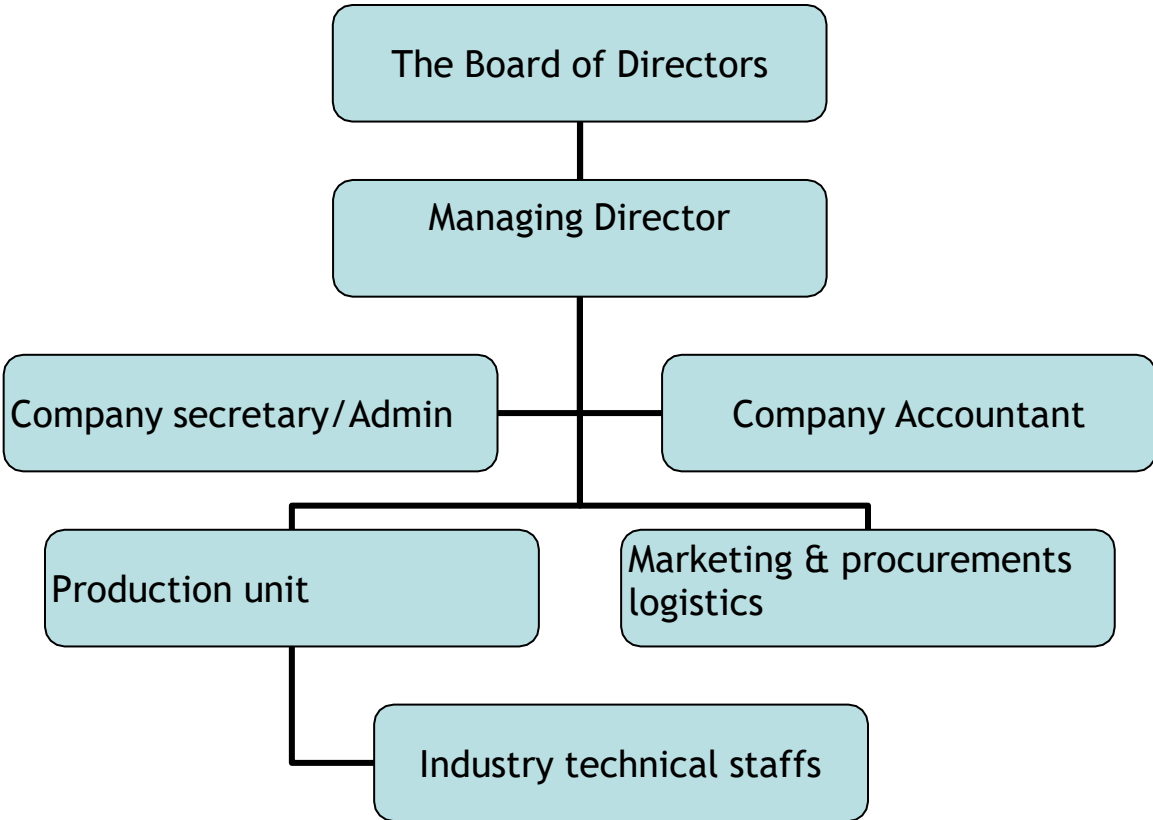 The Board of Directors
Managing Director
Company secretary/Admin
Company Accountant
Production unit
Marketing & procurements
logistics
Industry technical staffs